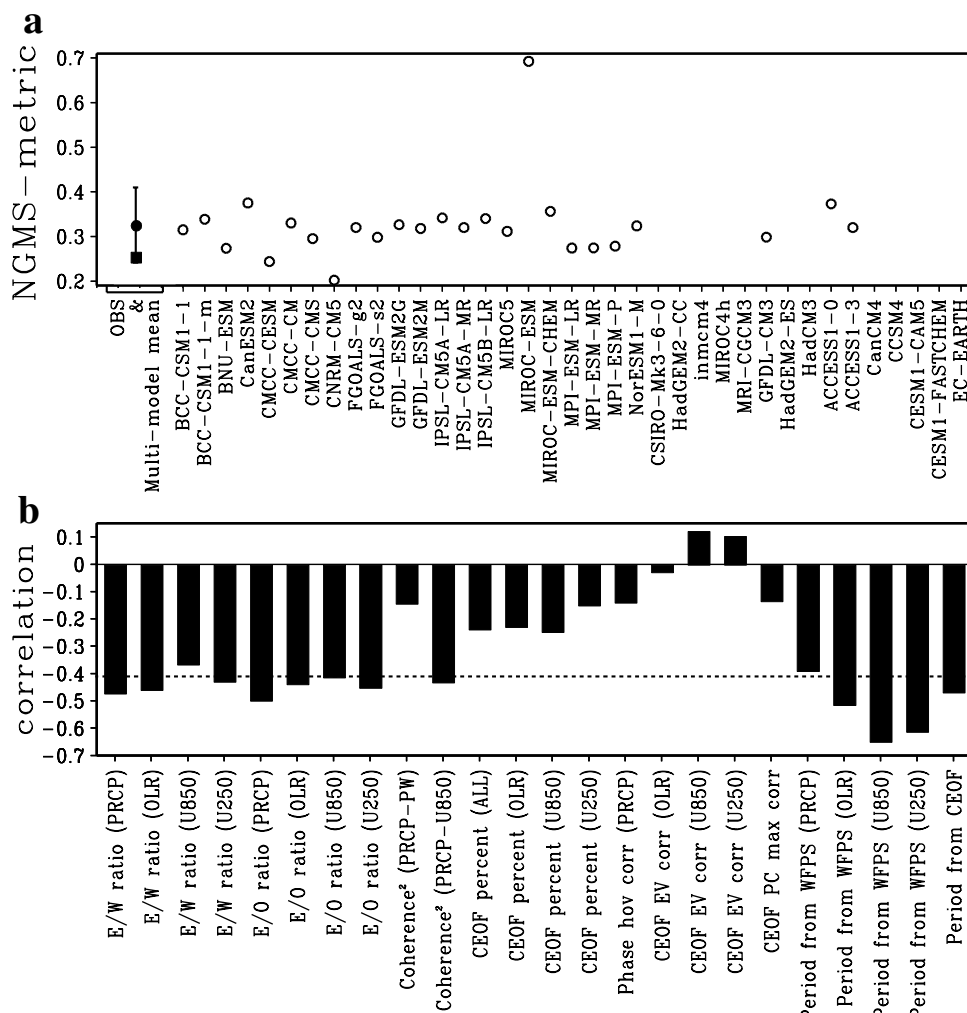 a
NGMS-metric
0.7
0.6
0.5
0.4
0.3
0.2
OBS
&
Multi-model mean
BCC-CSM1-1
BCC-CSM1-1-m
BNU-ESM
CanESM2
CMCC-CESM
CMCC-CM
CMCC-CMS
CNRM-CM5
FGOALS-g2
FGOALS-s2
GFDL-ESM2G
GFDL-ESM2M
IPSL-CM5A-LR
IPSL-CM5A-MR
IPSL-CM5B-LR
MIROC5
MIROC-ESM
MIROC-ESM-CHEM
MPI-ESM-LR
MPI-ESM-MR
MPI-ESM-P
NorESM1-M
CSIRO-Mk3-6-0
HadGEM2-CC
inmcm4
MIROC4h
MRI-CGCM3
GFDL-CM3
HadGEM2-ES
HadCM3
ACCESS1-0
ACCESS1-3
CanCM4
CCSM4
CESM1-CAM5
CESM1-FASTCHEM
EC-EARTH
b
correlation
0.1
0
-0.1
-0.2
-0.3
-0.4
-0.5
-0.6
-0.7
E/W ratio (PRCP)
E/W ratio (OLR)
E/W ratio (U850)
E/W ratio (U250)
E/O ratio (PRCP)
E/O ratio (OLR)
E/O ratio (U850)
E/O ratio (U250)
Coherence² (PRCP-PW)
Coherence² (PRCP-U850)
CEOF percent (ALL)
CEOF percent (OLR)
CEOF percent (U850)
CEOF percent (U250)
Phase hov corr (PRCP)
CEOF EV corr (OLR)
CEOF EV corr (U850)
CEOF EV corr (U250)
CEOF PC max corr
Period from WFPS (PRCP)
Period from WFPS (OLR)
Period from WFPS (U850)
Period from WFPS (U250)
Period from CEOF